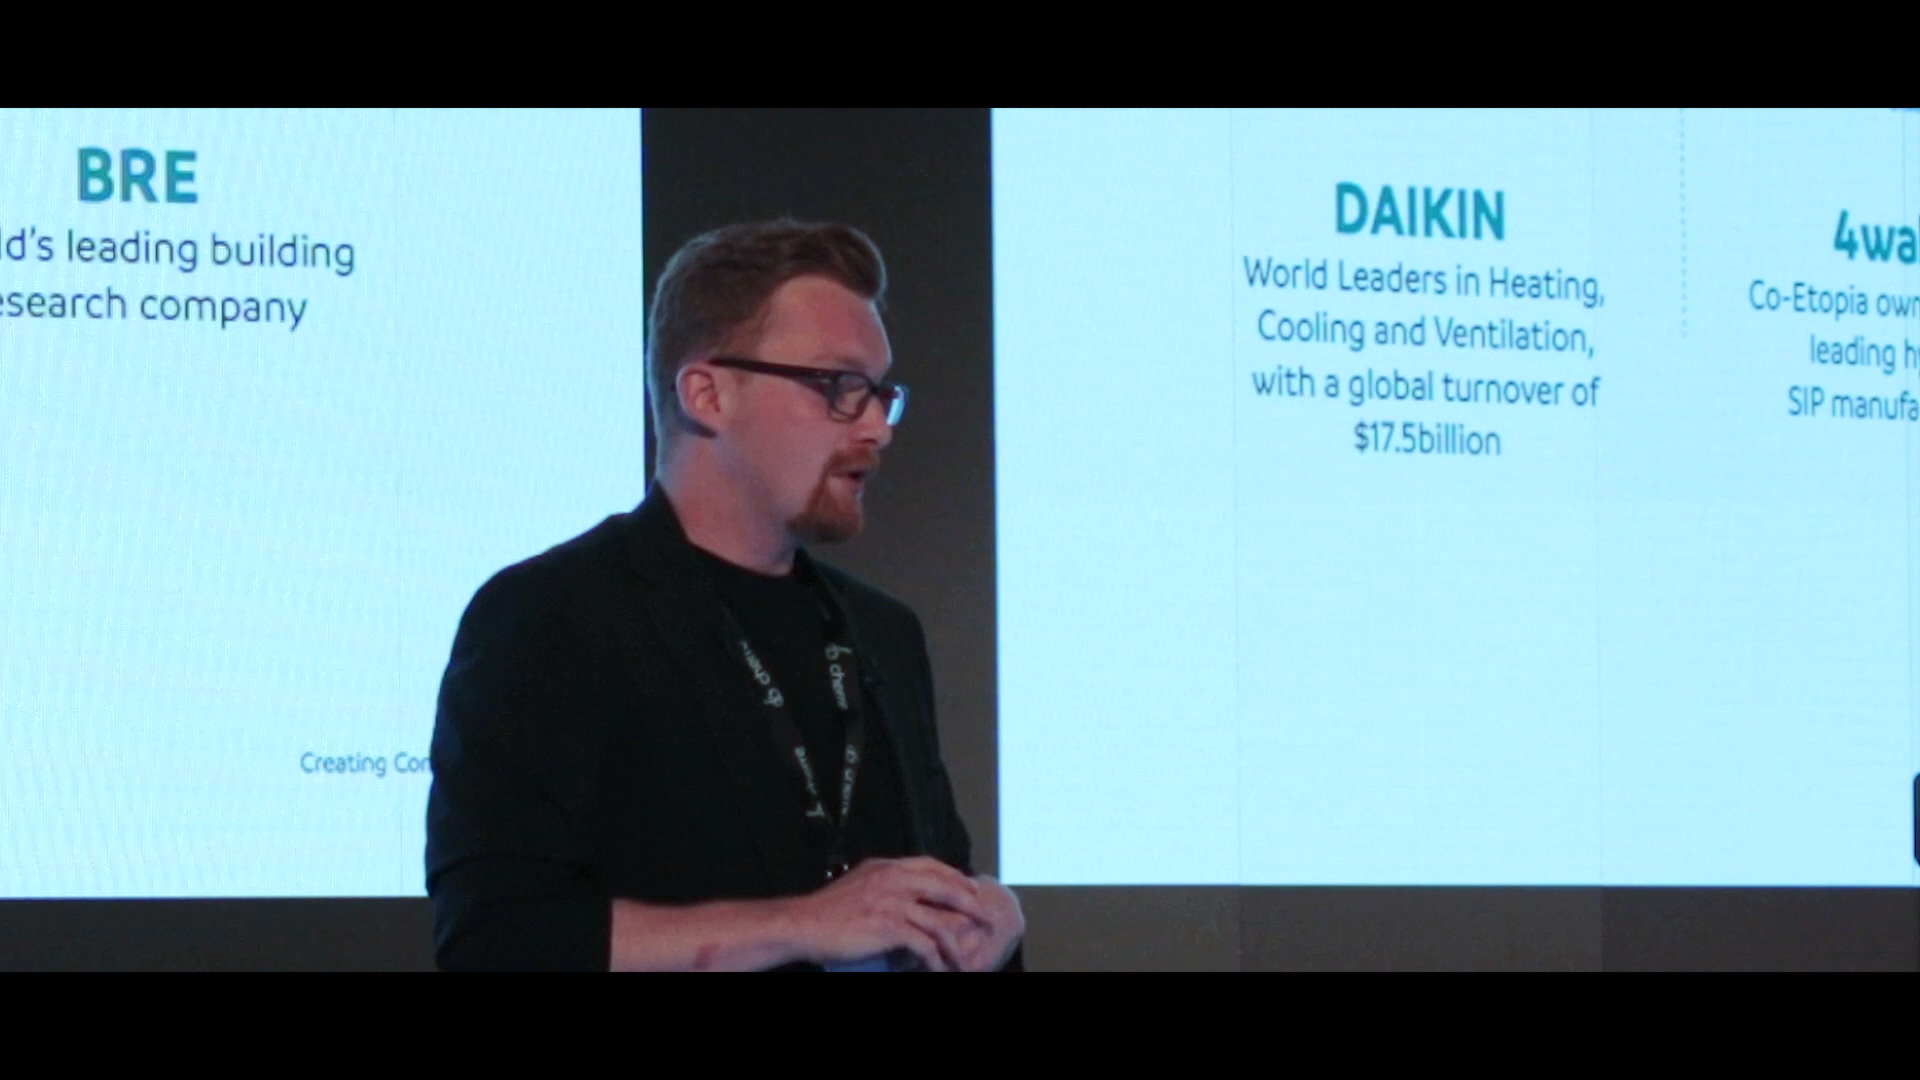 BRE
ld's leading building
esearch company
DAIKIN
World Leaders in Heating,
Cooling and Ventilation,
with a global turnover of
$17.5billion
4wa
Co-Etopia own
leading h
SIP manufa
Creating Con